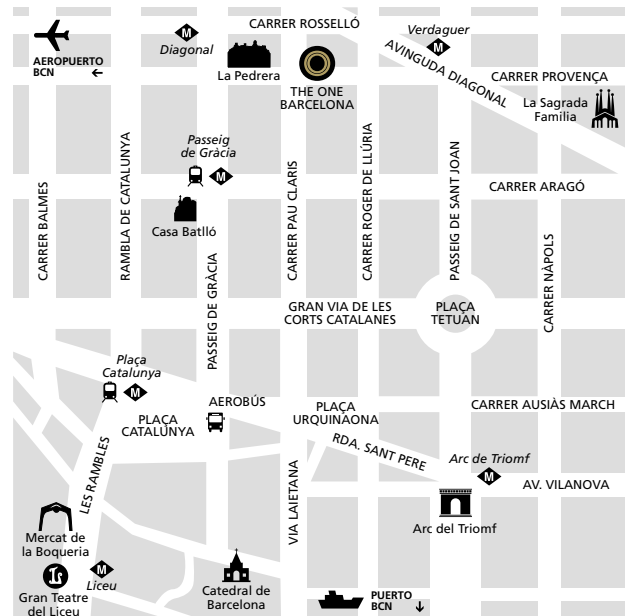 CARRER ROSSELLÓ
M
Diagonal
Verdaguer
M
AVINGUDA DIAGONAL
AEROPUERTO
BCN ←
La Pedrera
THE ONE
BARCELONA
CARRER PROVENÇA
La Sagrada
Familia
Passeig
de Gràcia
M
CARRER BALMES
RAMBLA DE CATALUNYA
Casa Batlló
PASSEIG DE GRÀCIA
CARRER PAU CLARIS
CARRER ROGER DE LLÚRIA
PASSEIG DE SANT JOAN
CARRER ARAGÓ
CARRER NÀPOLS
GRAN VIA DE LES
CORTS CATALANES
PLAÇA
TETUÁN
Plaça
Catalunya
M
PLAÇA
CATALUNYA
AEROBÚS
PLAÇA
URQUINAONA
CARRER AUSIÀS MARCH
RDA. SANT PERE
LES RAMBLES
VIA LAIETANA
Arc de Triomf
M
AV. VILANOVA
Arc del Triomf
Mercat de
la Boqueria
M
Liceu
Gran Teatre
del Liceu
Catedral de
Barcelona
PUERTO
BCN ↓